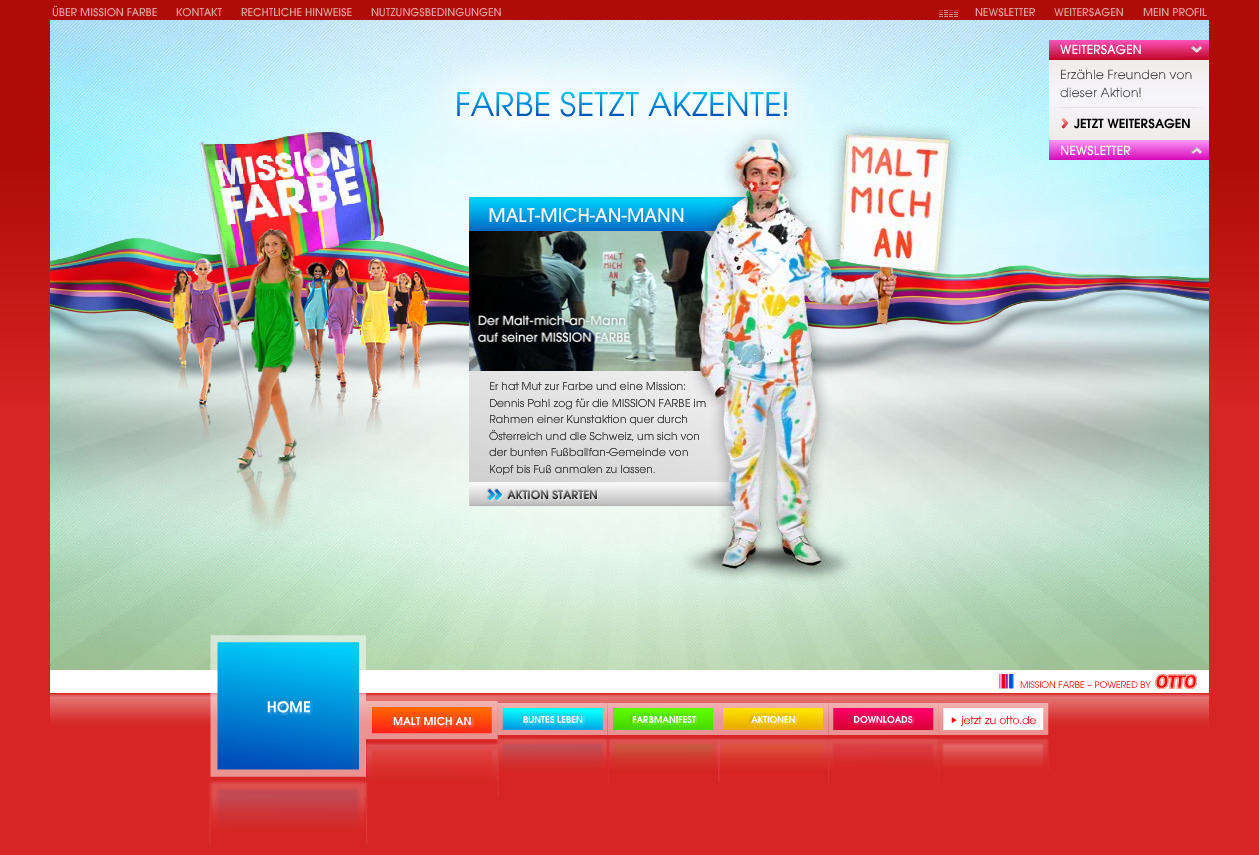 ÜBER MISSION FARBE KONTAKT RECHTLICHE HINWEISE NUTZUNGSBEDINGUNGEN NEWSLETTER WEITERSAGEN MEIN PROFIL
WEITERSAGEN
Erzähle Freunden von
dieser Aktion!
JETZT WEITERSAGEN
NEWSLETTER
FARBE SETZT AKZENTE!
MISSION
FARBE
MALT-MICH-AN-MANN
MALT
MICH
AN
MALT
MICH
AN
Der Malt-mich-an-Mann
auf seiner MISSION FARBE
Er hat Mut zur Farbe und eine Mission:
Dennis Pahl zog für die MISSION FARBE im
Rahmen einer Kunstaktion quer durch
Österreich und die Schweiz, um sich von
der bunten Fußballfan-Gemeinde von
Kopf bis Fuß anmalen zu lassen.
AKTION STARTEN
MISSION FARBE – POWERED BY OTTO
HOME
MALT MICH AN
BUNTES LEBEN
FARBMANIFEST
AKTIONEN
DOWNLOADS
jetzt zu otto.de